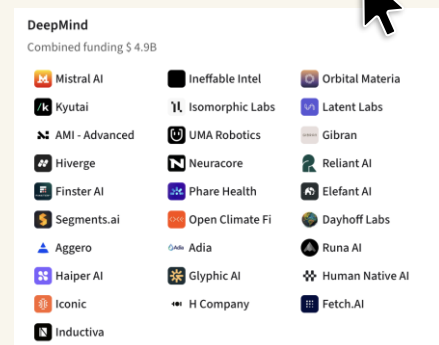 DeepMind
Combined funding $ 4.9B
Mistral AI
Ineffable Intel
Orbital Materia
/k Kyutai
Isomorphic Labs
Latent Labs
AMI - Advanced
UMA Robotics
Gibran
Hiverge
Neuracore
Reliant AI
Finster AI
Phare Health
Elefant AI
Segments.ai
Open Climate Fi
Dayhoff Labs
Aggero
Adia Adia
Runa AI
Haiper AI
Glyphic AI
Human Native AI
Iconic
H Company
Fetch.AI
Inductiva